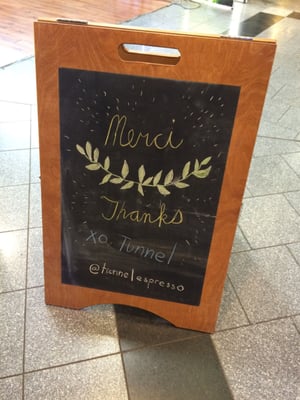 Merci
Thanks
xo Tunnel
@tunnelespresso